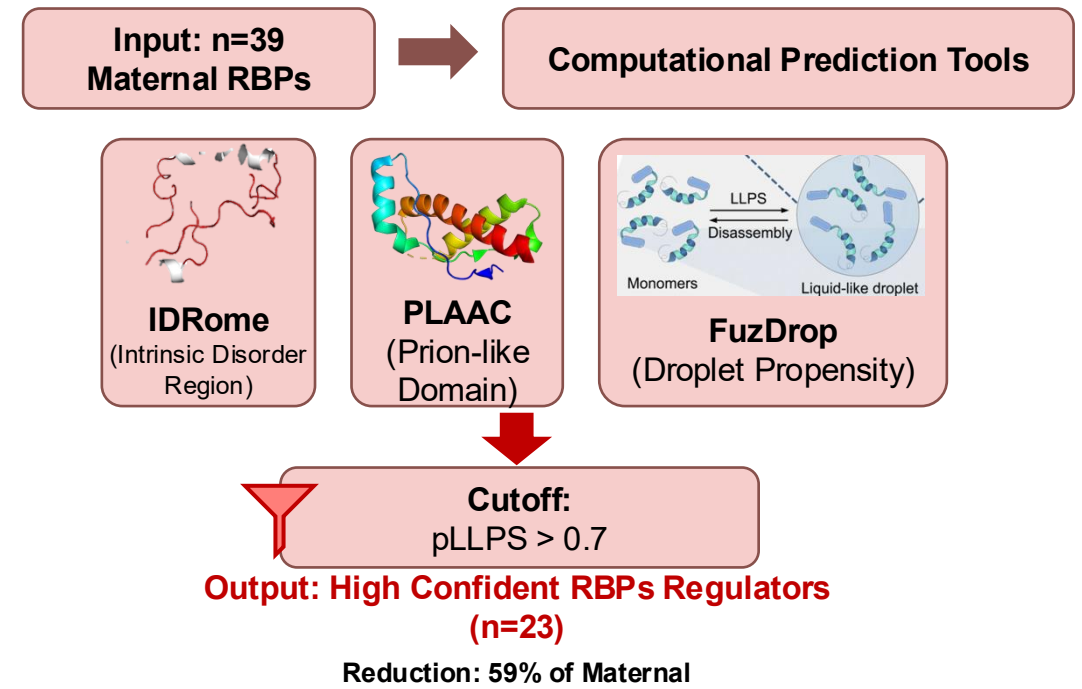 Input: n=39
Maternal RBPs
Computational Prediction Tools
IDRome
(Intrinsic Disorder
Region)
PLAAC
(Prion-like
Domain)
LLPS
Disassembly
Monomers
Liquid-like droplet
FuzDrop
(Droplet Propensity)
Cutoff:
pLLPS > 0.7
Output: High Confident RBPs Regulators
(n=23)
Reduction: 59% of Maternal